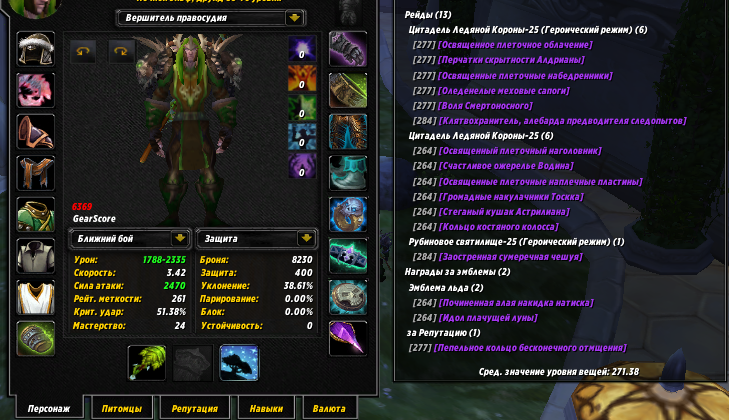 Вершитель правосудия
0
0
0
0
0
6369
GearScore
Ближний бой
Защита
Урон: 1788-2335
Скорость: 3.42
Сила атаки: 2470
Рейт. меткости: 261
Крит. удар: 51.38%
Мастерство: 24
Броня: 8230
Защита: 400
Уклонение: 38.61%
Парирование: 0.00%
Блок: 0.00%
Устойчивость: 0
Персонаж
Питомцы
Репутация
Навыки
Валюта
Рейды (13)
Цитадель Ледяной Короны-25 (Героический режим) (6)
[277] [Освященное плеточное облачение]
[277] [Перчатки скрытности Алдрианы]
[277] [Освященные плеточные набедренники]
[277] [Оледенелые меховые сапоги]
[277] [Воля Смертоносного]
[284] [Клятвохранитель, алебарда предводителя следопытов]
Цитадель Ледяной Короны-25 (6)
[264] [Освященный плеточный наголовник]
[264] [Счастливое ожерелье Водина]
[264] [Освященные плеточные наплечные пластины]
[264] [Громадные накулачники Тоскка]
[264] [Стеганый кушак Астрилиана]
[264] [Кольцо костяного колосса]
Рубиновое святилище-25 (Героический режим) (1)
[284] [Заостренная сумеречная чешуя]
Награды за эмблемы (2)
Эмблема льда (2)
[264] [Починенная алая накидка натиска]
[264] [Идол плачущей луны]
за Репутацию (1)
[277] [Пепельное кольцо бесконечного отмщения]
Сред. значение уровня вещей: 271.38